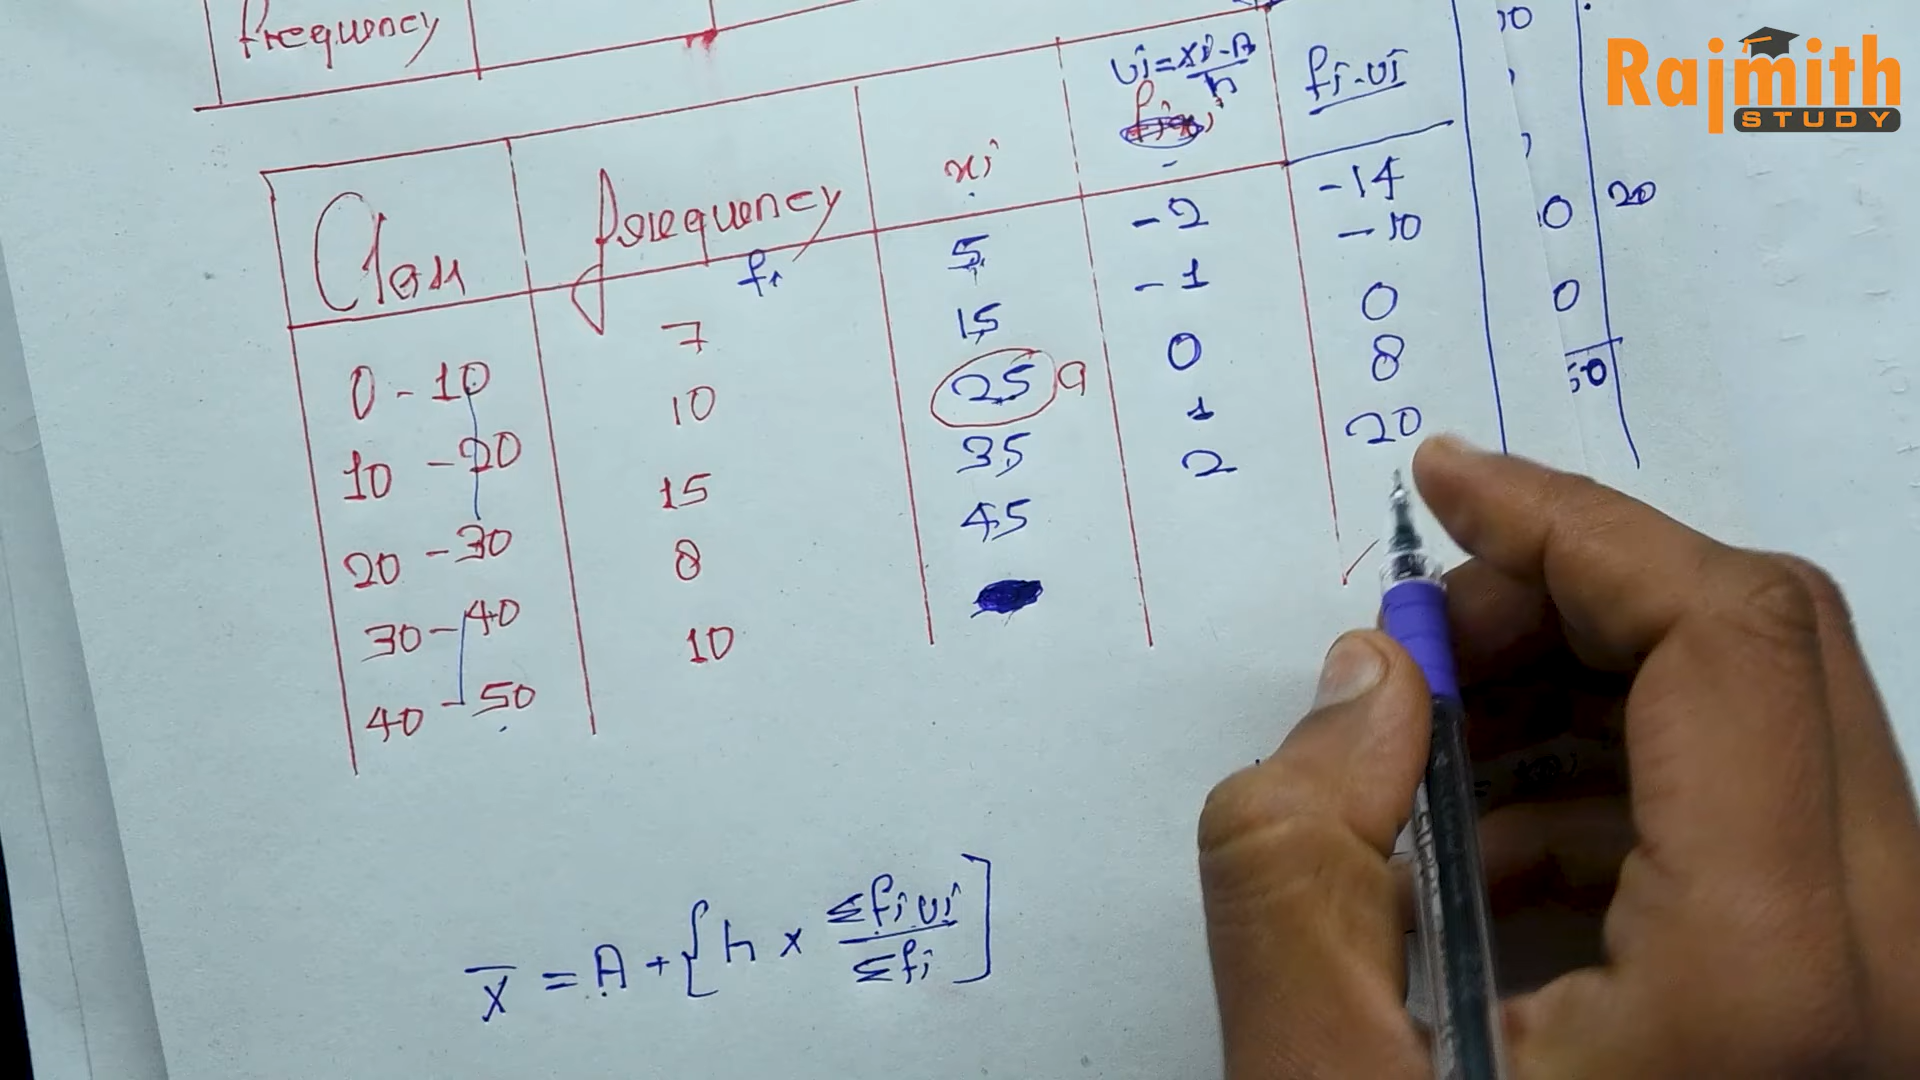 frequency
Rajmith
STUDY
Class frequency fi xi ui = xi - A / h fi-ui
0 - 10 7 5 -2 -14
10 - 20 10 15 -1 -10
20 - 30 15 25 a 0 0
30 - 40 8 35 1 8
40 - 50 10 45 2 20
20
0
0
50
x̄ = A + { h × Σfiui / Σfi ]